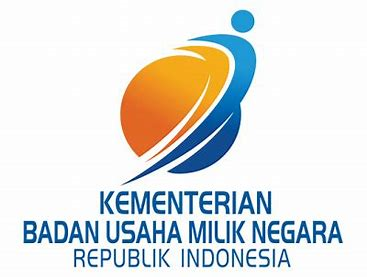 KEMENTERIAN
BADAN USAHA MILIK NEGARA
REPUBLIK INDONESIA